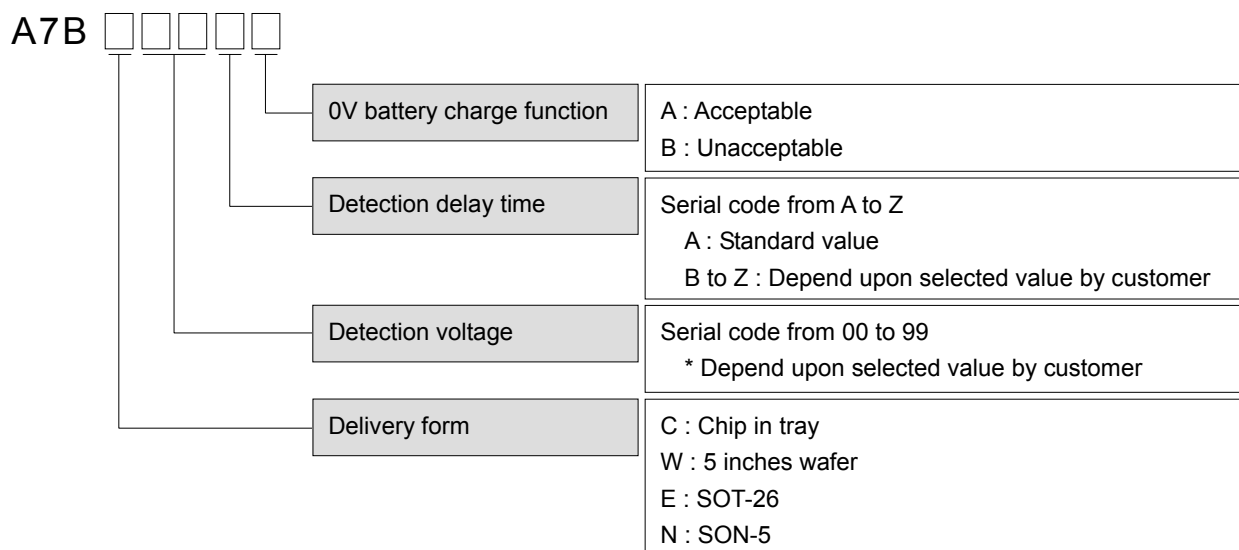 A7B □ □ □ □ □
0V battery charge function
A : Acceptable
B : Unacceptable
Detection delay time
Serial code from A to Z
A : Standard value
B to Z : Depend upon selected value by customer
Detection voltage
Serial code from 00 to 99
* Depend upon selected value by customer
Delivery form
C : Chip in tray
W : 5 inches wafer
E : SOT-26
N : SON-5